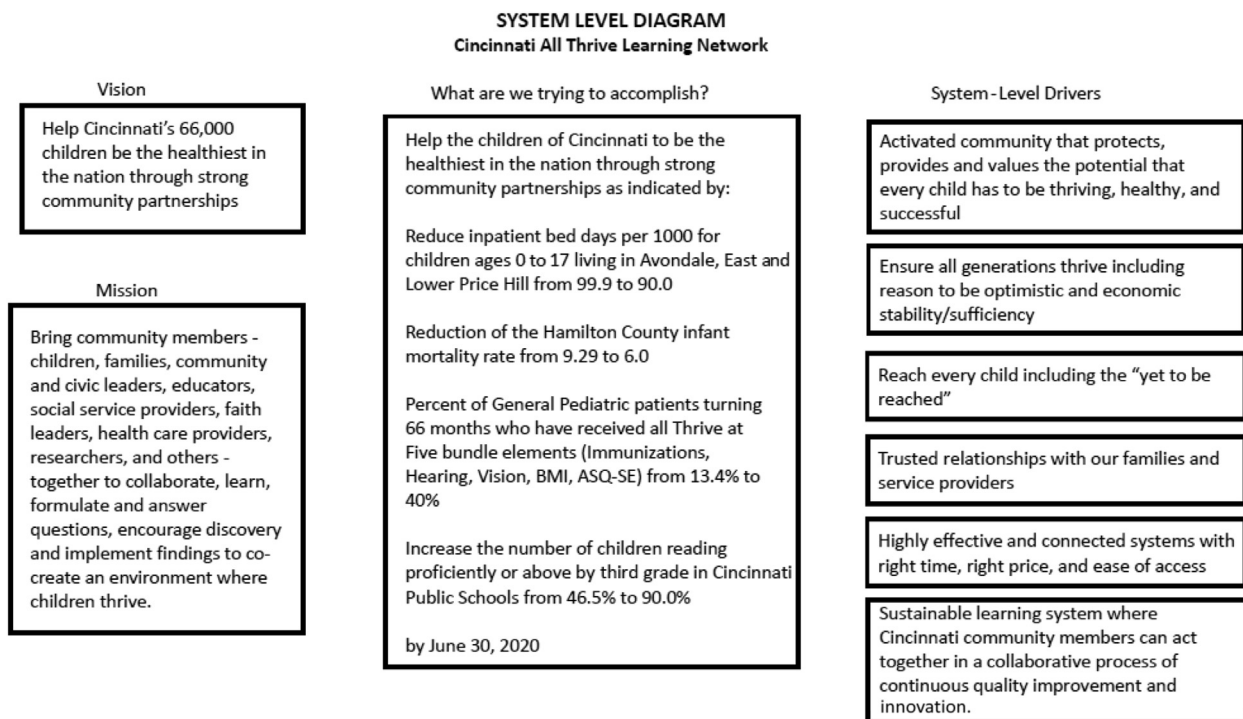 SYSTEM LEVEL DIAGRAM
Cincinnati All Thrive Learning Network
Vision
Help Cincinnati’s 66,000
children be the healthiest in
the nation through strong
community partnerships
Mission
Bring community members -
children, families, community
and civic leaders, educators,
social service providers, faith
leaders, health care providers,
researchers, and others -
together to collaborate, learn,
formulate and answer
questions, encourage discovery
and implement findings to co-
create an environment where
children thrive.
What are we trying to accomplish?
Help the children of Cincinnati to be the
healthiest in the nation through strong
community partnerships as indicated by:
Reduce inpatient bed days per 1000 for
children ages 0 to 17 living in Avondale, East and
Lower Price Hill from 99.9 to 90.0
Reduction of the Hamilton County infant
mortality rate from 9.29 to 6.0
Percent of General Pediatric patients turning
66 months who have received all Thrive at
Five bundle elements (Immunizations,
Hearing, Vision, BMI, ASQ-SE) from 13.4% to
40%
Increase the number of children reading
proficiently or above by third grade in Cincinnati
Public Schools from 46.5% to 90.0%
by June 30, 2020
System-Level Drivers
Activated community that protects,
provides and values the potential that
every child has to be thriving, healthy, and
successful
Ensure all generations thrive including
reason to be optimistic and economic
stability/sufficiency
Reach every child including the “yet to be
reached”
Trusted relationships with our families and
service providers
Highly effective and connected systems with
right time, right price, and ease of access
Sustainable learning system where
Cincinnati community members can act
together in a collaborative process of
continuous quality improvement and
innovation.